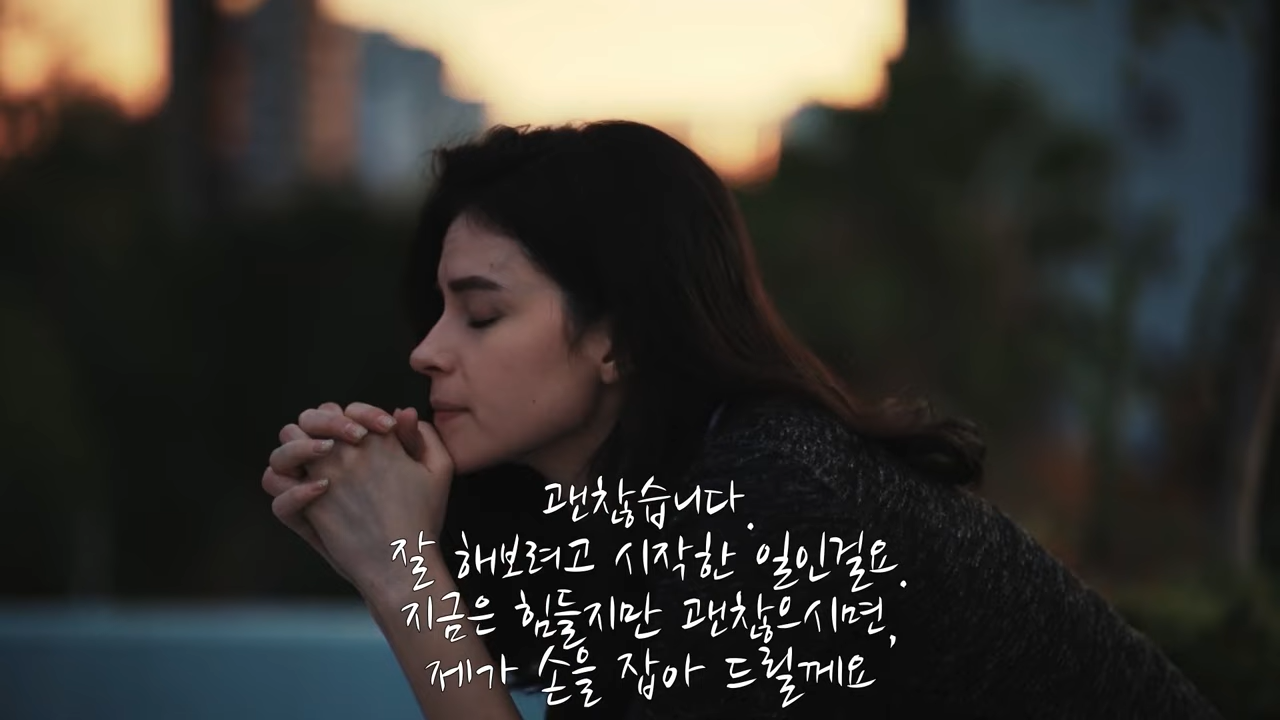 괜찮습니다.
잘 해보려고 시작한 일인걸요.
지금은 힘들지만 괜찮으시면,
제가 손을 잡아 드릴께요